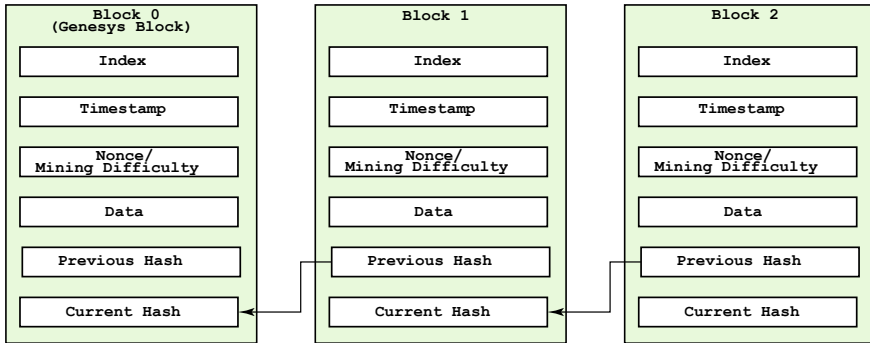 Block 0
(Genesys Block)
Index
Timestamp
Nonce/
Mining Difficulty
Data
Previous Hash
Current Hash
Block 1
Index
Timestamp
Nonce/
Mining Difficulty
Data
Previous Hash
Current Hash
Block 2
Index
Timestamp
Nonce/
Mining Difficulty
Data
Previous Hash
Current Hash